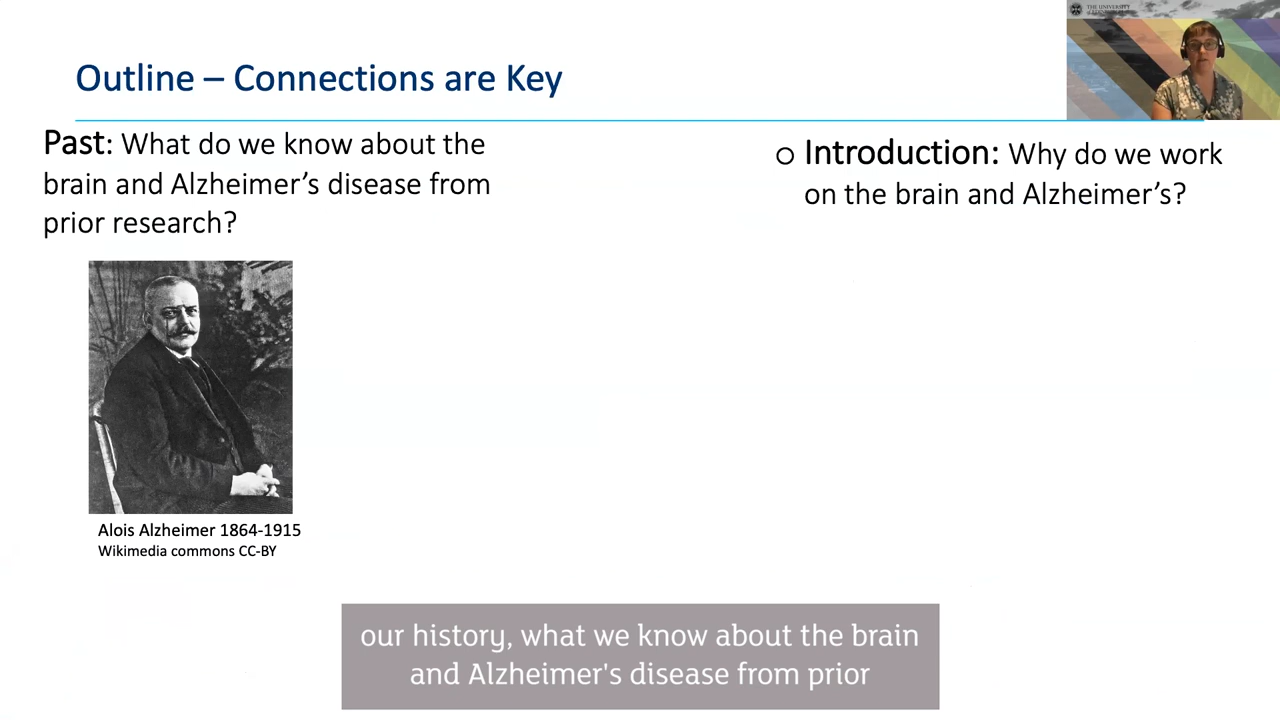 THE UNIVERSITY
Outline – Connections are Key
Past: What do we know about the
brain and Alzheimer’s disease from
prior research?
o Introduction: Why do we work
on the brain and Alzheimer’s?
Alois Alzheimer 1864-1915
Wikimedia commons CC-BY
our history, what we know about the brain
and Alzheimer's disease from prior